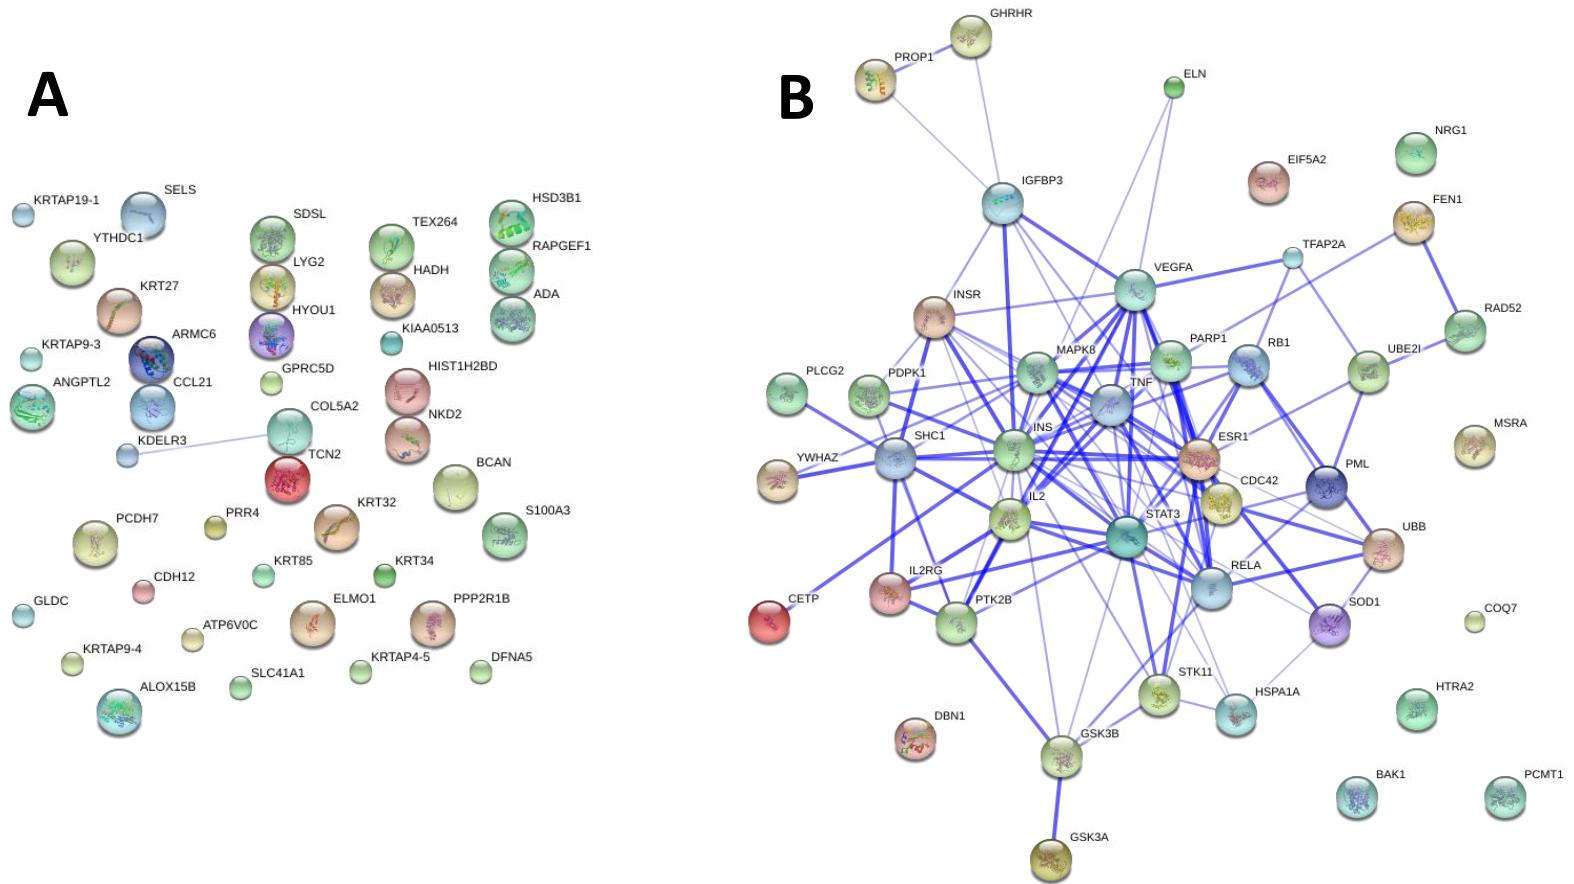 A
KRTAP19-1
SELS
YTHDC1
SDSL
TEX264
HSD3B1
RAPGEF1
LYG2
HADH
KRT27
ADA
HYOU1
KIAA0513
ARMC6
KRTAP9-3
GPRC5D
HIST1H2BD
ANGPTL2
CCL21
COL5A2
NKD2
KDELR3
TCN2
BCAN
PCDH7
PRR4
KRT32
S100A3
KRT85
KRT34
CDH12
GLDC
ELMO1
PPP2R1B
ATP6V0C
KRTAP9-4
KRTAP4-5
DFNA5
SLC41A1
ALOX15B
B
GHRHR
PROP1
ELN
NRG1
EIF5A2
IGFBP3
FEN1
TFAP2A
VEGFA
INSR
RAD52
PARP1
RB1
MAPK8
UBE2I
PLCG2
PDPK1
TNF
MSRA
INS
SHC1
ESR1
YWHAZ
PML
CDC42
IL2
STAT3
UBB
IL2RG
RELA
CETP
PTK2B
SOD1
COQ7
STK11
HSPA1A
HTRA2
DBN1
GSK3B
BAK1
PCMT1
GSK3A